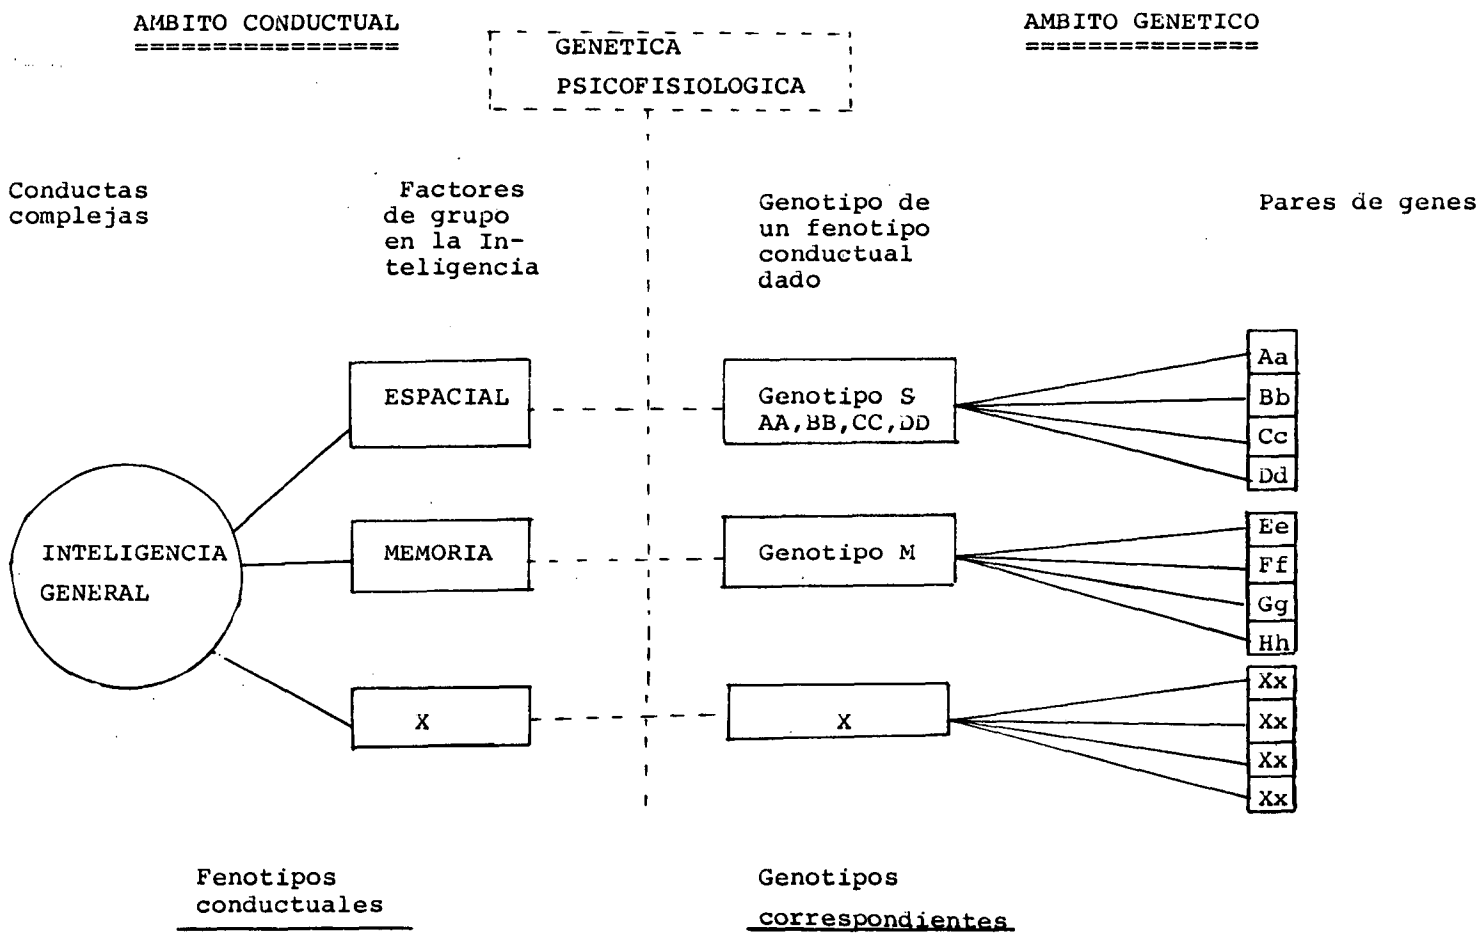 AMBITO CONDUCTUAL
GENETICA
PSICOFISIOLOGICA
AMBITO GENETICO
Conductas
complejas
Factores
de grupo
en la In-
teligencia
Genotipo de
un fenotipo
conductual
dado
Pares de genes
INTELIGENCIA
GENERAL
ESPACIAL
MEMORIA
X
Genotipo S
AA,BB,CC,DD
Genotipo M
X
Aa
Bb
Cc
Dd
Ee
Ff
Gg
Hh
Xx
Xx
Xx
Xx
Fenotipos
conductuales
Genotipos
correspondientes